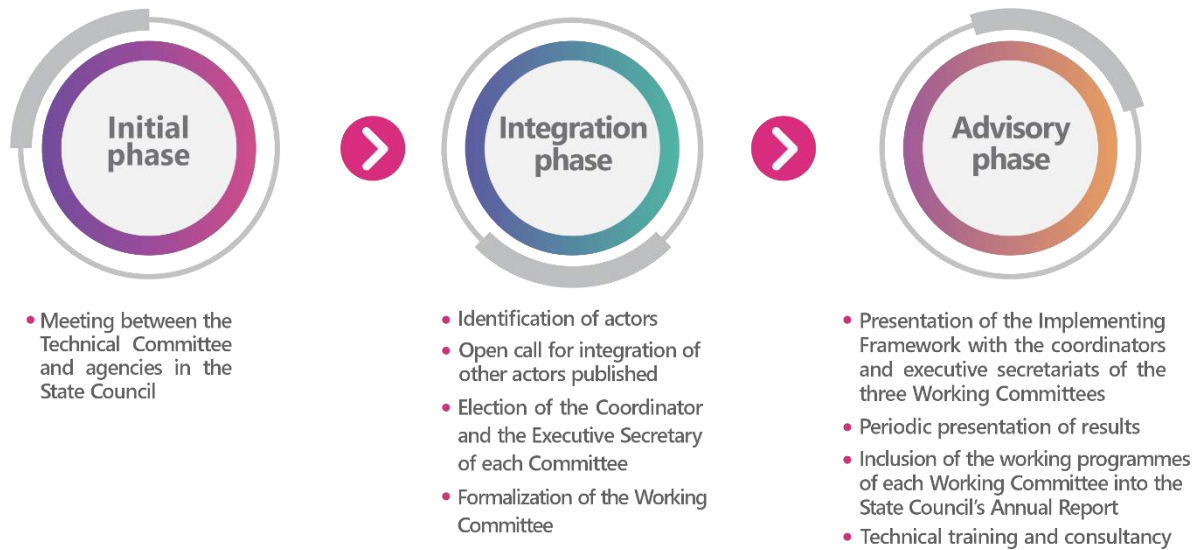 Initial
phase
Integration
phase
Advisory
phase
• Meeting between the
Technical Committee
and agencies in the
State Council
• Identification of actors
• Open call for integration of
other actors published
• Election of the Coordinator
and the Executive Secretary
of each Committee
• Formalization of the Working
Committee
• Presentation of the Implementing
Framework with the coordinators
and executive secretariats of the
three Working Committees
• Periodic presentation of results
• Inclusion of the working programmes
of each Working Committee into the
State Council's Annual Report
• Technical training and consultancy